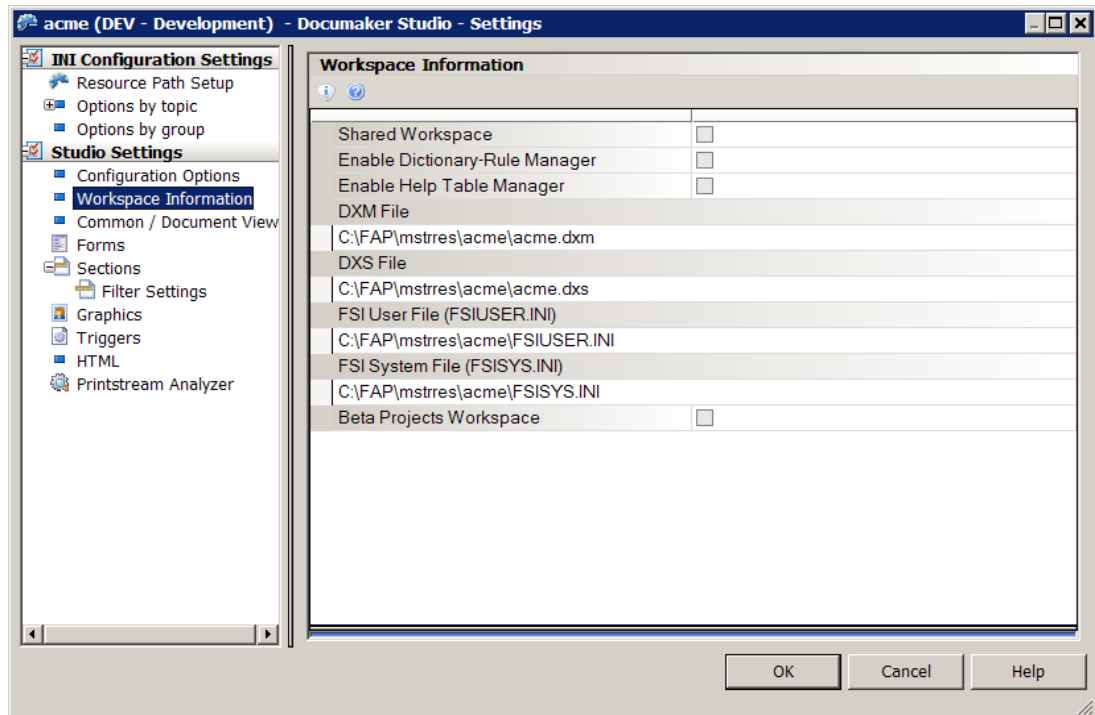 acme (DEV - Development) - Documaker Studio - Settings
INI Configuration Settings
Resource Path Setup
Options by topic
Options by group
Studio Settings
Configuration Options
Workspace Information
Common / Document View
Forms
Sections
Filter Settings
Graphics
Triggers
HTML
Printstream Analyzer
Workspace Information
Shared Workspace
Enable Dictionary-Rule Manager
Enable Help Table Manager
DXM File
C:\FAP\mstrres\acme\acme.dxm
DXS File
C:\FAP\mstrres\acme\acme.dxs
FSI User File (FSIUSER.INI)
C:\FAP\mstrres\acme\FSIUSER.INI
FSI System File (FSISYS.INI)
C:\FAP\mstrres\acme\FSISYS.INI
Beta Projects Workspace
OK Cancel Help